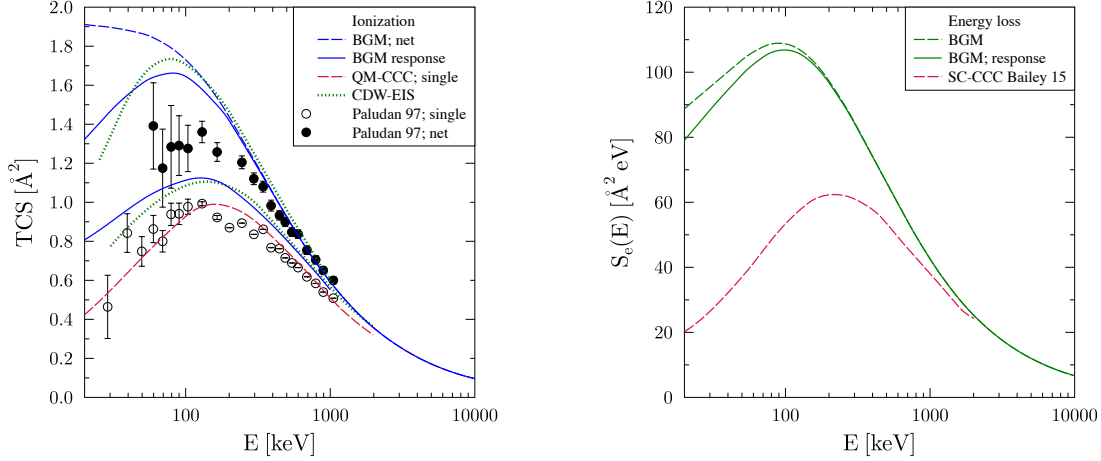 TCS [Å²]
2.0
1.8
1.6
1.4
1.2
1.0
0.8
0.6
0.4
0.2
0.0
100
1000
10000
E [keV]
Ionization
BGM; net
BGM response
QM-CCC; single
CDW-EIS
Paludan 97; single
Paludan 97; net
Sₑ(E) [Å² eV]
120
100
80
60
40
20
0
100
1000
10000
E [keV]
Energy loss
BGM
BGM; response
SC-CCC Bailey 15